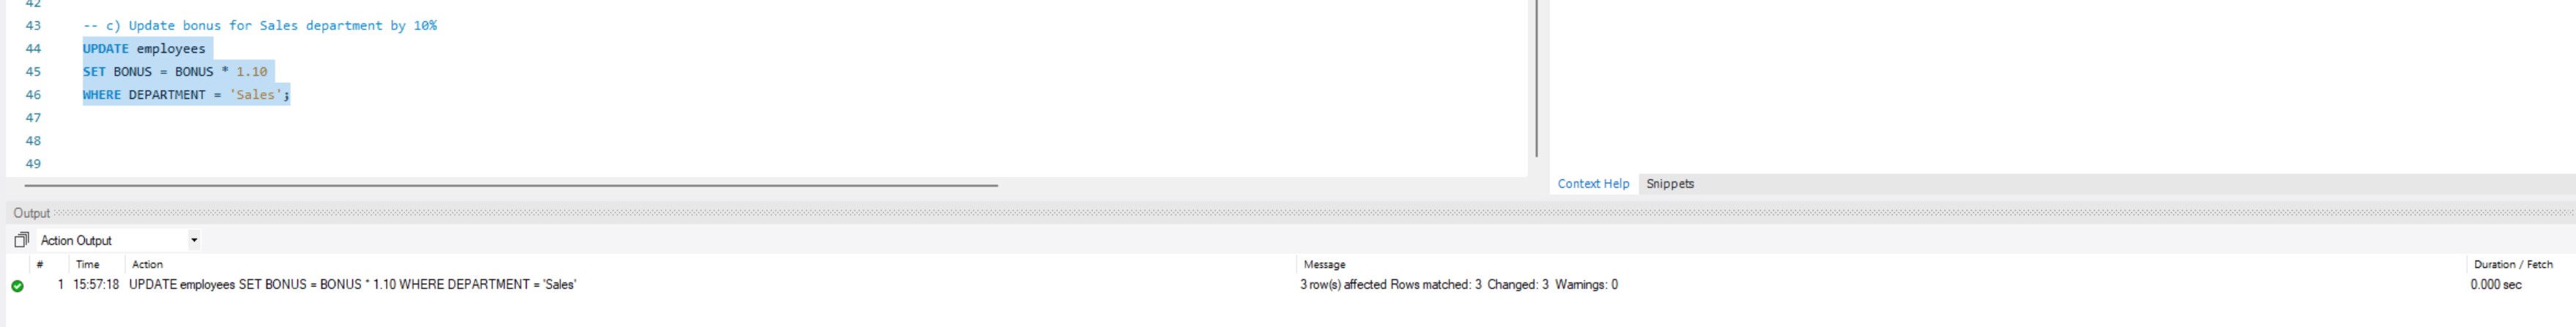 42
43 -- c) Update bonus for Sales department by 10%
44 UPDATE employees
45 SET BONUS = BONUS * 1.10
46 WHERE DEPARTMENT = 'Sales';
47
48
49
Context Help Snippets
Output
Action Output
# Time Action Message Duration / Fetch
1 15:57:18 UPDATE employees SET BONUS = BONUS * 1.10 WHERE DEPARTMENT = 'Sales' 3 row(s) affected Rows matched: 3 Changed: 3 Warnings: 0 0.000 sec